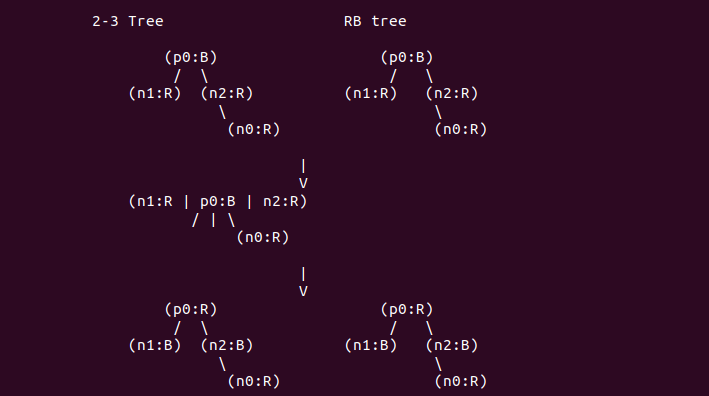 2-3 Tree                    RB tree
        (p0:B)                  (p0:B)
         /  \                    /   \
    (n1:R)  (n2:R)          (n1:R)   (n2:R)
              \                       \
               (n0:R)                 (n0:R)
                       |
                       V
    (n1:R | p0:B | n2:R)
           / | \
                (n0:R)
                       |
                       V
        (p0:R)                  (p0:R)
         /  \                    /   \
    (n1:B)  (n2:B)          (n1:B)   (n2:B)
              \                       \
               (n0:R)                 (n0:R)